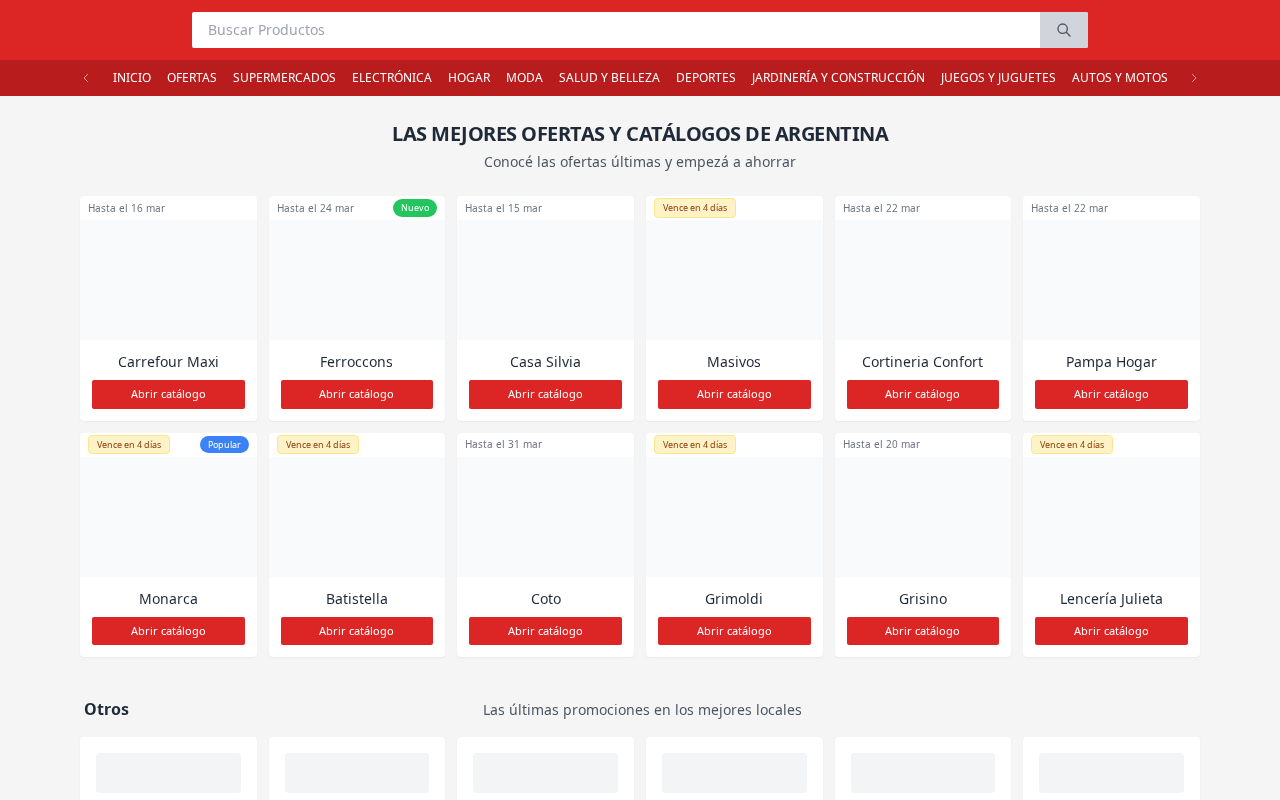 Buscar Productos
INICIO OFERTAS SUPERMERCADOS ELECTRÓNICA HOGAR MODA SALUD Y BELLEZA DEPORTES JARDINERÍA Y CONSTRUCCIÓN JUEGOS Y JUGUETES AUTOS Y MOTOS
LAS MEJORES OFERTAS Y CATÁLOGOS DE ARGENTINA
Conocé las ofertas últimas y empezá a ahorrar
Hasta el 16 mar
Carrefour Maxi
Abrir catálogo
Hasta el 24 mar Nuevo
Ferroccons
Abrir catálogo
Hasta el 15 mar
Casa Silvia
Abrir catálogo
Vence en 4 días
Masivos
Abrir catálogo
Hasta el 22 mar
Cortineria Confort
Abrir catálogo
Hasta el 22 mar
Pampa Hogar
Abrir catálogo
Vence en 4 días Popular
Monarca
Abrir catálogo
Vence en 4 días
Batistella
Abrir catálogo
Hasta el 31 mar
Coto
Abrir catálogo
Vence en 4 días
Grimoldi
Abrir catálogo
Hasta el 20 mar
Grisino
Abrir catálogo
Vence en 4 días
Lencería Julieta
Abrir catálogo
Otros
Las últimas promociones en los mejores locales